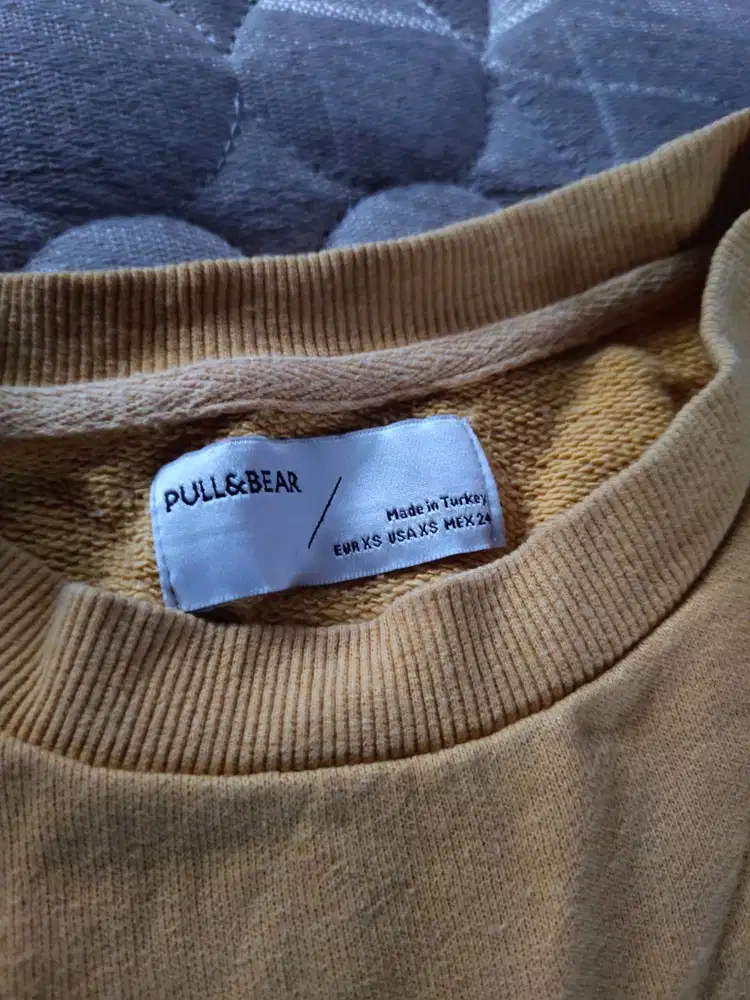 PULL&BEAR
Made in Turkey
EUR XS USA XS MEX 24